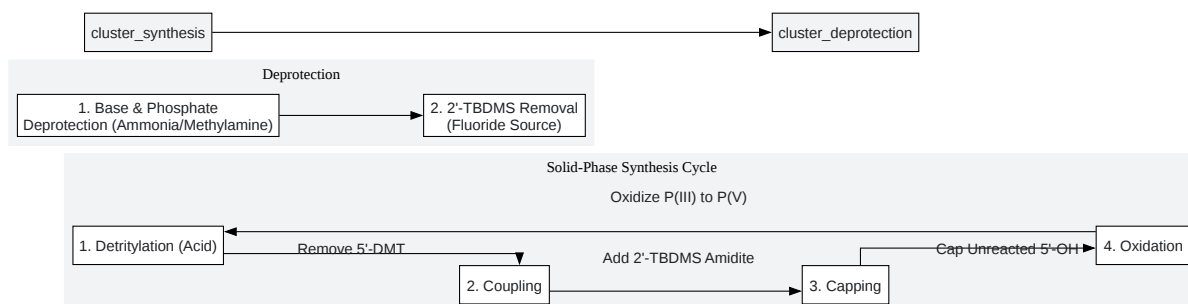 cluster_synthesis
cluster_deprotection
Deprotection
1. Base & Phosphate
Deprotection (Ammonia/Methylamine)
2. 2'-TBDMS Removal
(Fluoride Source)
Solid-Phase Synthesis Cycle
Oxidize P(III) to P(V)
1. Detritylation (Acid)
Remove 5'-DMT
Add 2'-TBDMS Amidite
Cap Unreacted 5'-OH
4. Oxidation
2. Coupling
3. Capping